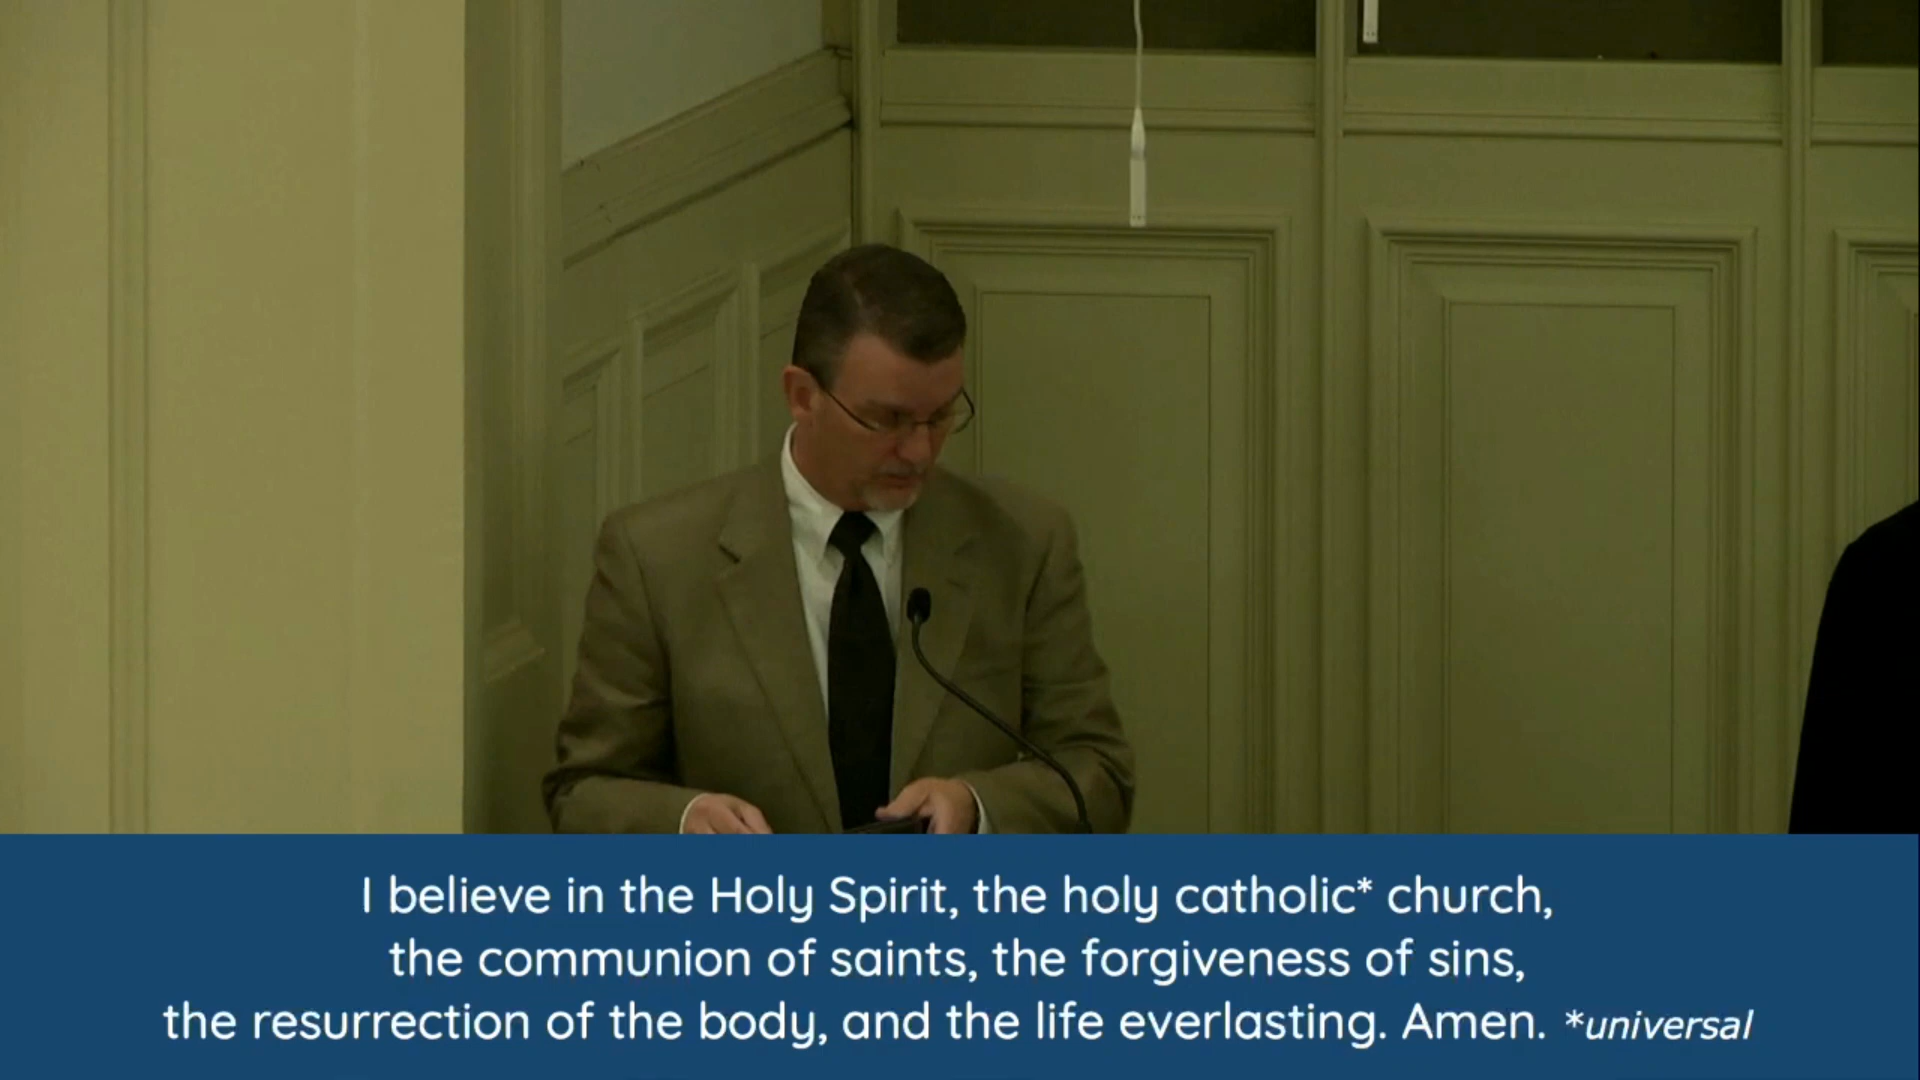 I believe in the Holy Spirit, the holy catholic* church,
the communion of saints, the forgiveness of sins,
the resurrection of the body, and the life everlasting. Amen. *universal